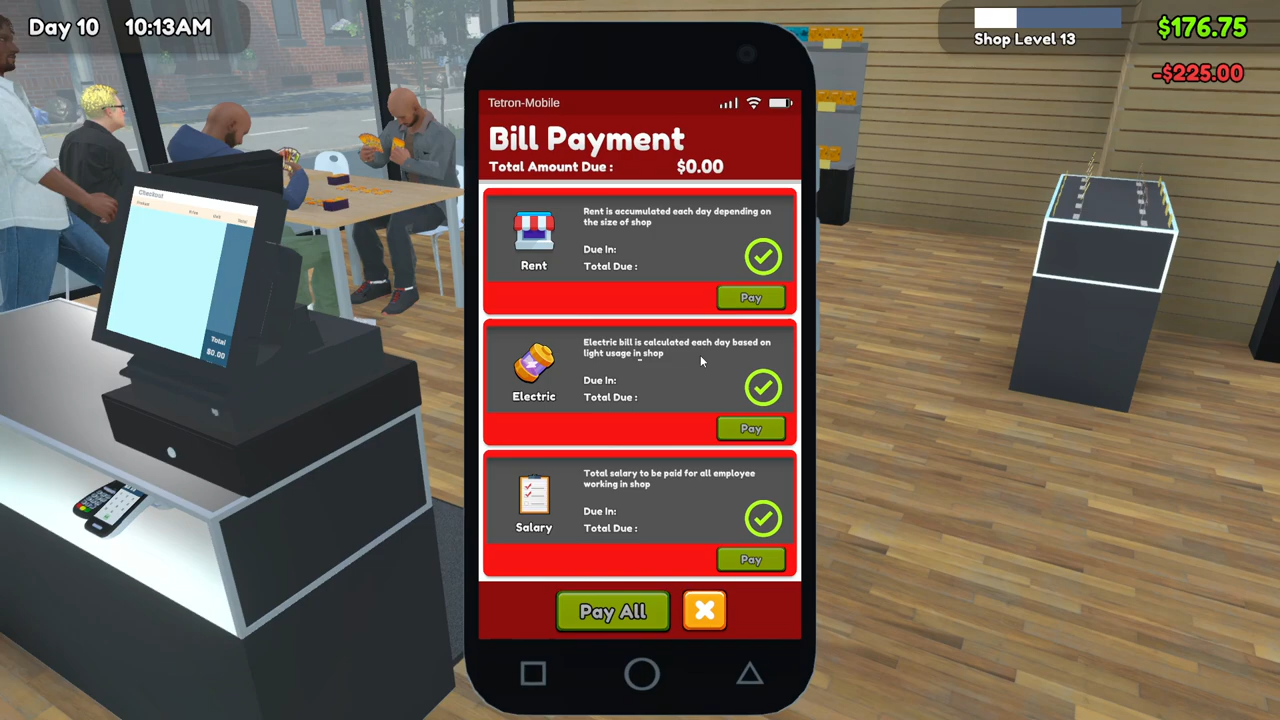 Day 10 10:13AM
Shop Level 13
$176.75
-$225.00
Tetron-Mobile
Bill Payment
Total Amount Due : $0.00
Rent is accumulated each day depending on
the size of shop
Due In:
Total Due :
Rent
Pay
Electric bill is calculated each day based on
light usage in shop
Due In:
Total Due :
Electric
Pay
Total salary to be paid for all employee
working in shop
Due In:
Total Due :
Salary
Pay
Pay All
Checkout
Total
$0.00